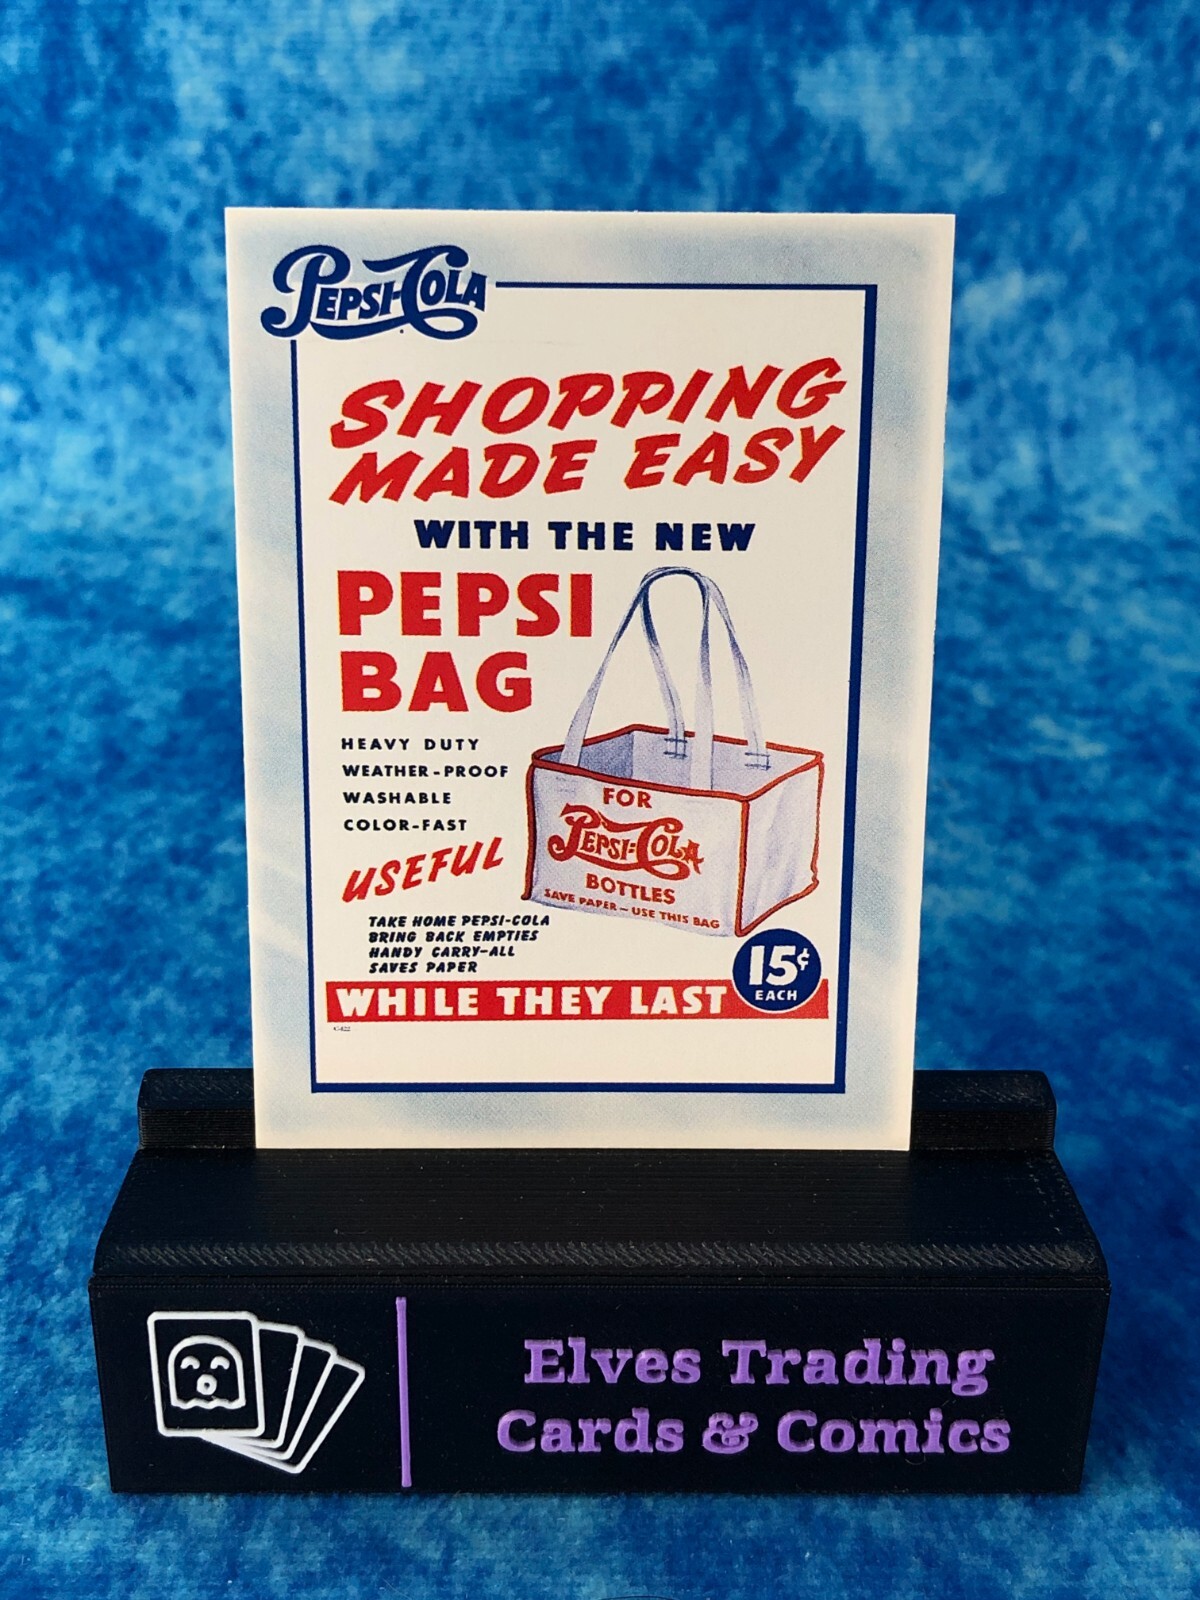 PEPSI-COLA
SHOPPING
MADE EASY
WITH THE NEW
PEPSI
BAG
HEAVY DUTY
WEATHER-PROOF
WASHABLE
COLOR-FAST
USEFUL
TAKE HOME PEPSI-COLA
BRING BACK EMPTIES
HANDY CARRY-ALL
SAVES PAPER
FOR
PEPSI-COLA
BOTTLES
SAVE PAPER — USE THIS BAG
15¢
EACH
WHILE THEY LAST
Elves Trading
Cards & Comics